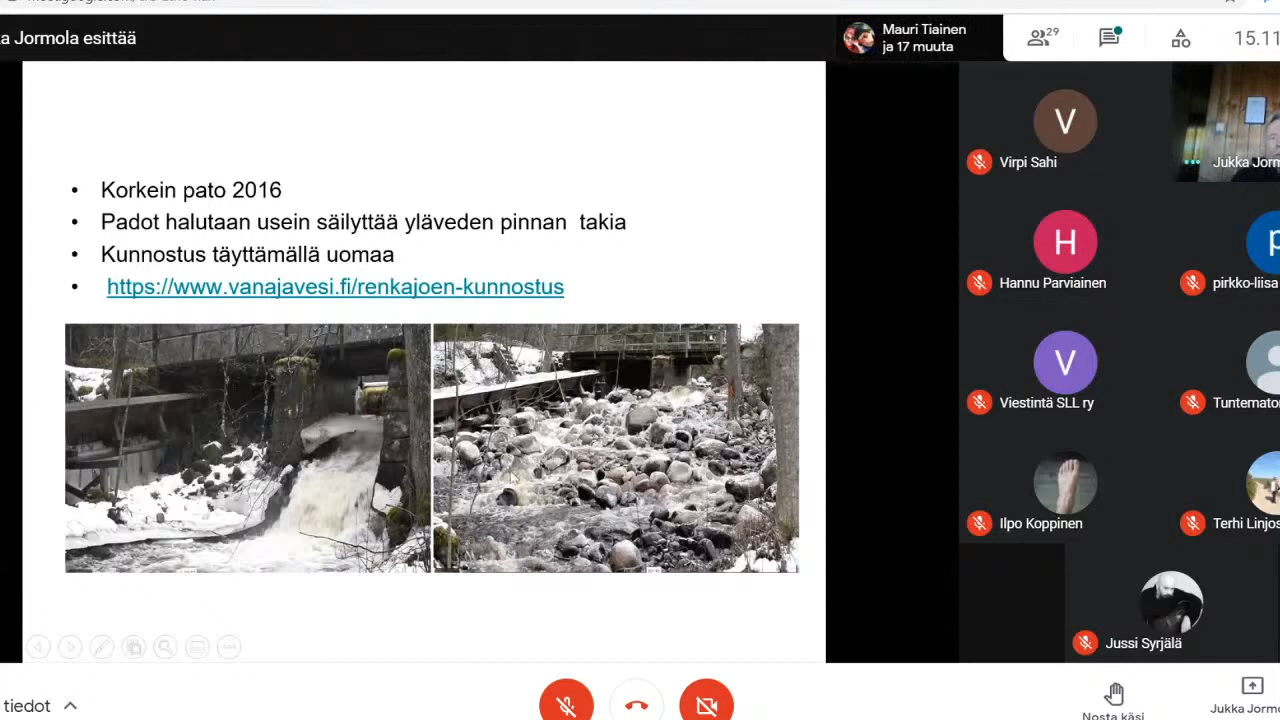 a Jormola esittää
Mauri Tiainen
ja 17 muuta
29
15.11
Korkein pato 2016
Padot halutaan usein säilyttää yläveden pinnan takia
Kunnostus täyttämällä uomaa
https://www.vanajavesi.fi/renkajoen-kunnostus
V
Virpi Sahi
Jukka Jorm
H
Hannu Parviainen
p
pirkko-liisa
V
Viestintä SLL ry
Tuntemato
Ilpo Koppinen
Terhi Linjos
Jussi Syrjälä
tiedot
Nosta käsi
Jukka Jormo